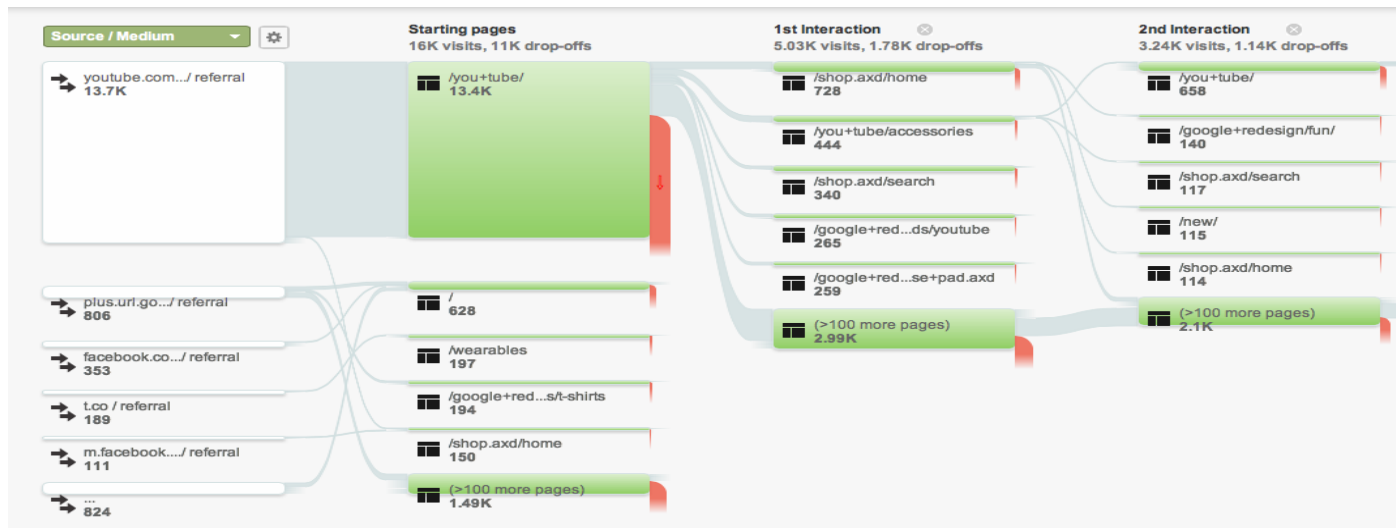 Source / Medium
youtube.com.../ referral
13.7K
plus.url.go.../ referral
806
facebook.co.../ referral
353
t.co / referral
189
m.facebook..../ referral
111
...
824
Starting pages
16K visits, 11K drop-offs
/you+tube/
13.4K
/
628
/wearables
197
/google+red...s/t-shirts
194
/shop.axd/home
150
(>100 more pages)
1.49K
1st Interaction
5.03K visits, 1.78K drop-offs
/shop.axd/home
728
/you+tube/accessories
444
/shop.axd/search
340
/google+red...ds/youtube
265
/google+red...se+pad.axd
259
(>100 more pages)
2.99K
2nd Interaction
3.24K visits, 1.14K drop-offs
/you+tube/
658
/google+redesign/fun/
140
/shop.axd/search
117
/new/
115
/shop.axd/home
114
(>100 more pages)
2.1K